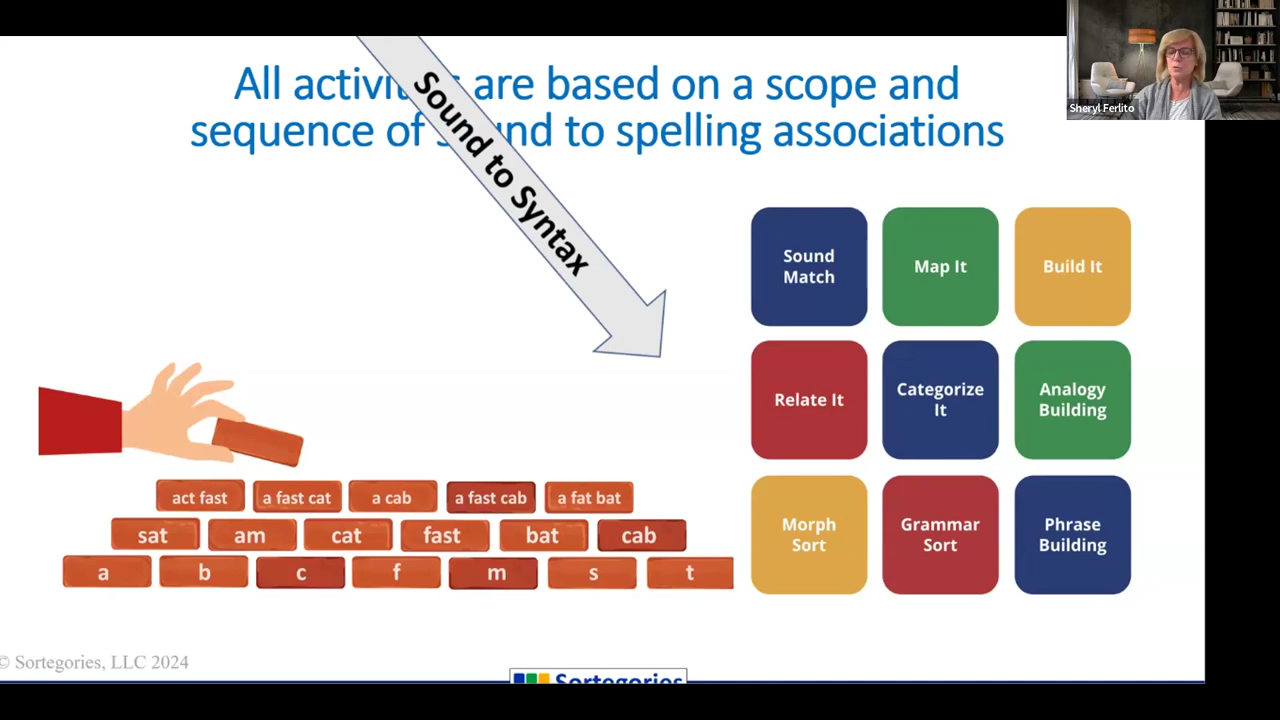 All activi s are based on a scope and
sequence of s und to spelling associations
Sound to Syntax
Sheryl Ferlito
Sound
Match
Map It
Build It
Relate It
Categorize
It
Analogy
Building
Morph
Sort
Grammar
Sort
Phrase
Building
act fast a fast cat a cab a fast cab a fat bat
sat am cat fast bat cab
a b c f m s t
© Sortegories, LLC 2024
Sortegories